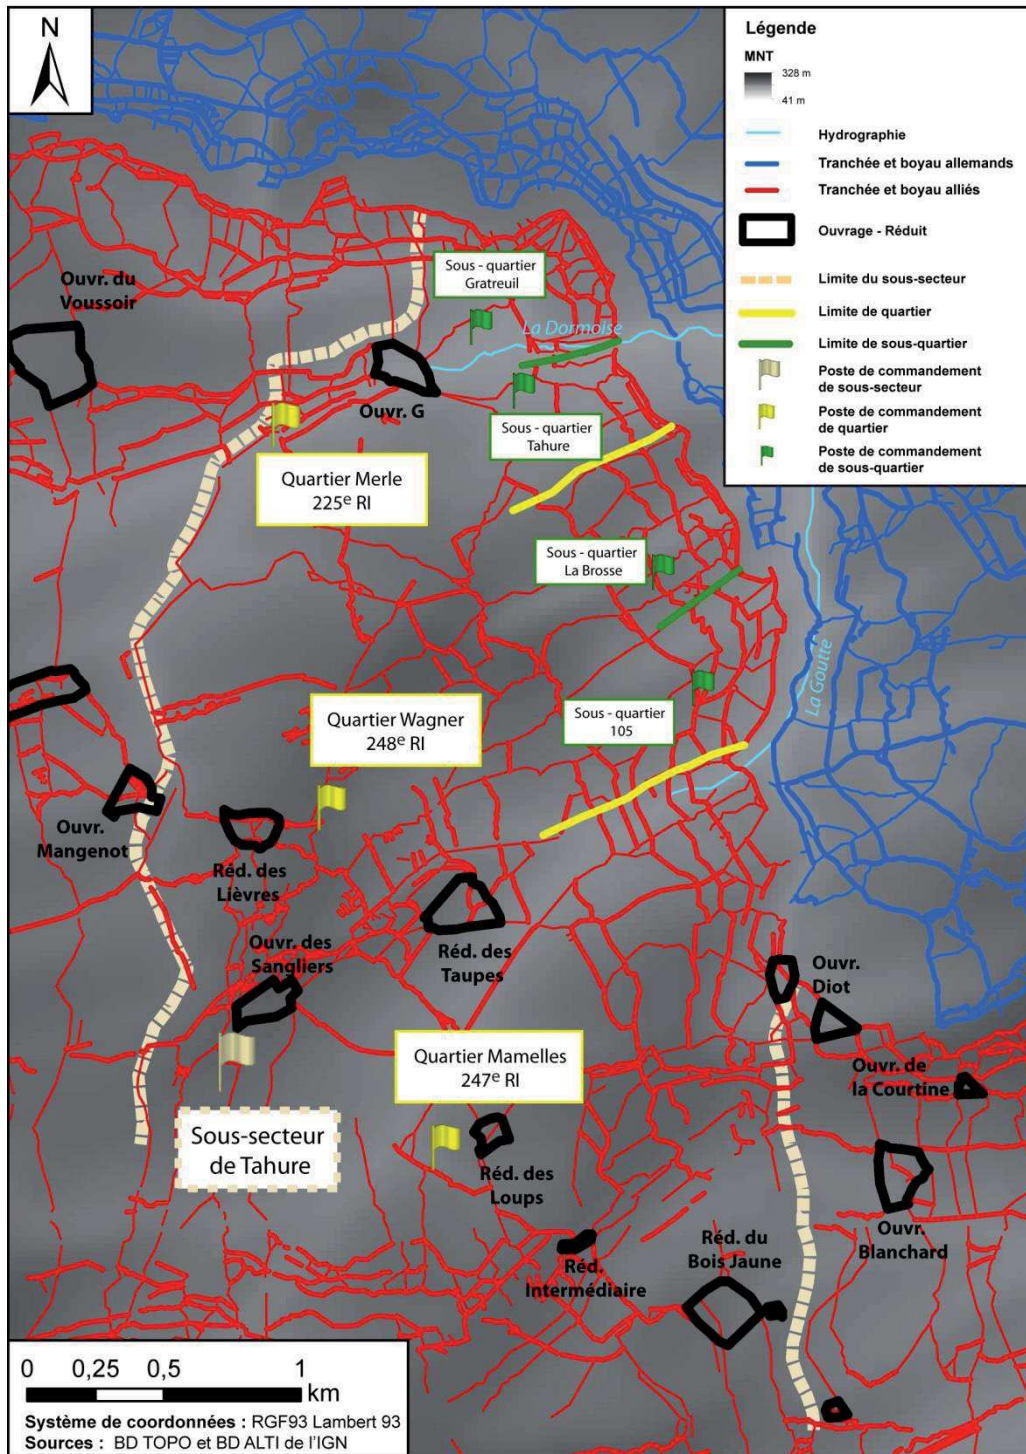 N
Légende
MNT
328 m
41 m
Hydrographie
Tranchée et boyau allemands
Tranchée et boyau alliés
Ouvrage - Réduit
Limite du sous-secteur
Limite de quartier
Limite de sous-quartier
Poste de commandement
de sous-secteur
Poste de commandement
de quartier
Poste de commandement
de sous-quartier
Ouvr. du
Voussoir
Sous - quartier
Gratreuil
La Dormoise
Ouvr. G
Sous - quartier
Tahure
Quartier Merle
225e RI
Sous - quartier
La Brosse
La Goutte
Quartier Wagner
248e RI
Sous - quartier
105
Ouvr.
Mangenot
Réd. des
Lièvres
Ouvr. des
Sangliers
Réd. des
Taupes
Ouvr.
Diot
Quartier Mamelles
247e RI
Ouvr. de
la Courtine
Sous-secteur
de Tahure
Réd. des
Loups
Ouvr.
Blanchard
Réd. du
Bois Jaune
Réd.
Intermédiaire
0 0,25 0,5 1
km
Système de coordonnées : RGF93 Lambert 93
Sources : BD TOPO et BD ALTI de l'IGN